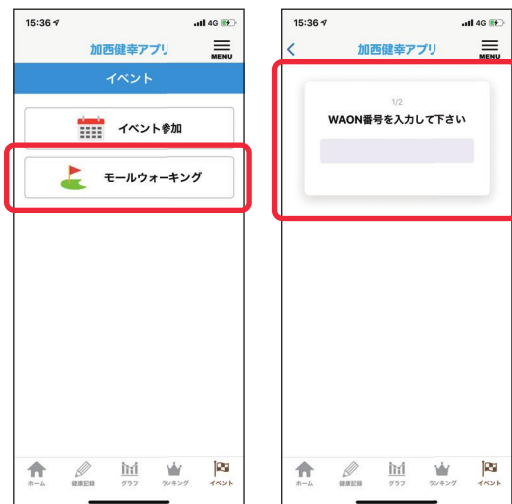 15:36
4G
加西健幸アプリ
MENU
イベント
イベント参加
モールウォーキング
ホーム
健康記録
グラフ
ランキング
イベント
15:36
4G
加西健幸アプリ
MENU
1/2
WAON番号を入力して下さい
ホーム
健康記録
グラフ
ランキング
イベント